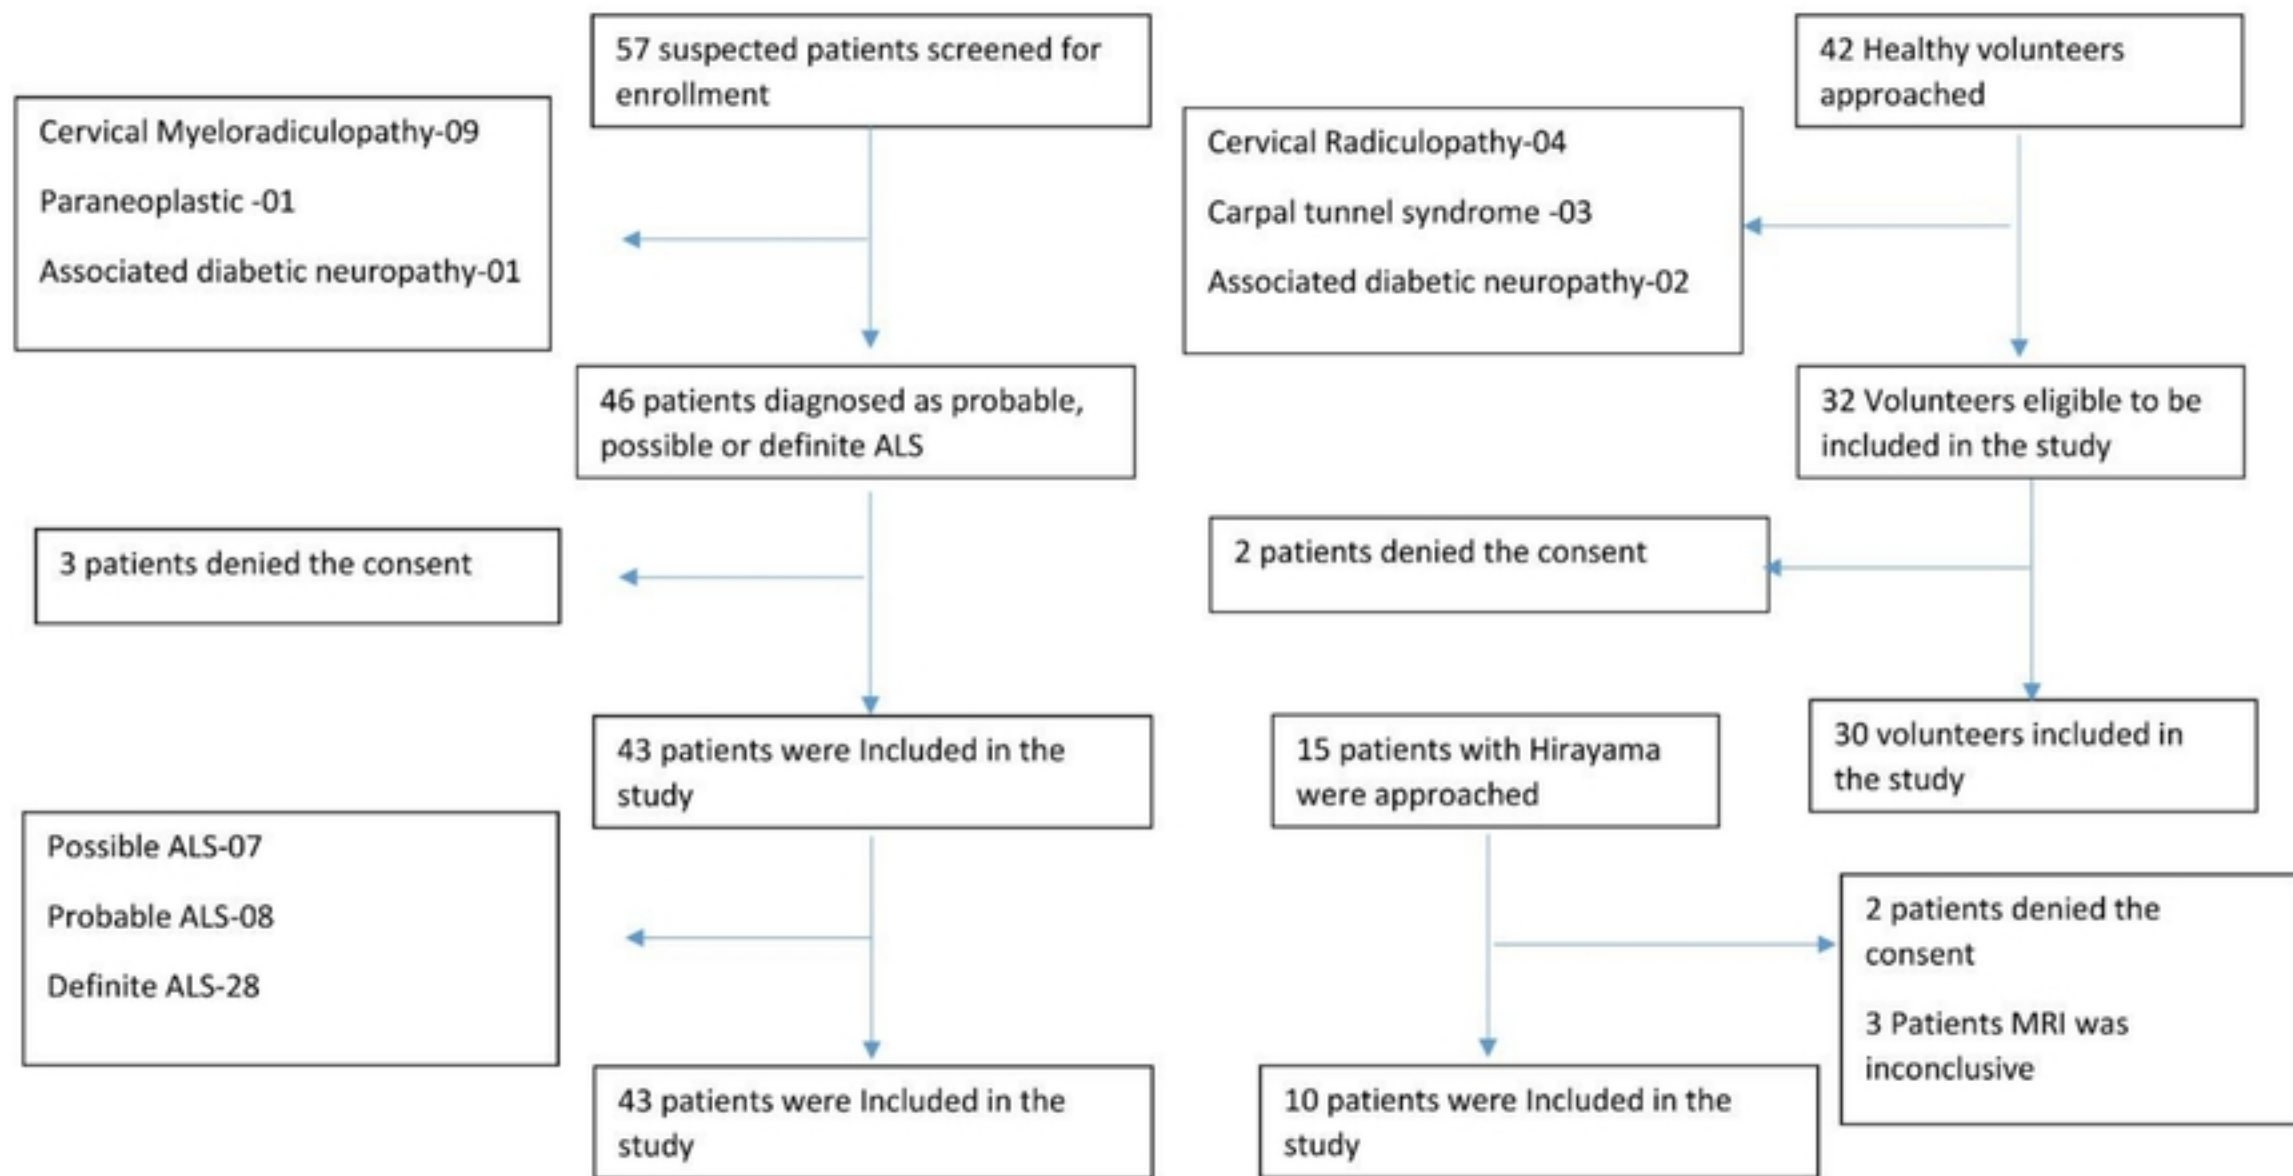 57 suspected patients screened for
enrollment
Cervical Myeloradiculopathy-09
Paraneoplastic -01
Associated diabetic neuropathy-01
46 patients diagnosed as probable,
possible or definite ALS
3 patients denied the consent
43 patients were Included in the
study
Possible ALS-07
Probable ALS-08
Definite ALS-28
43 patients were Included in the
study
42 Healthy volunteers
approached
Cervical Radiculopathy-04
Carpal tunnel syndrome -03
Associated diabetic neuropathy-02
32 Volunteers eligible to be
included in the study
2 patients denied the consent
30 volunteers included in
the study
15 patients with Hirayama
were approached
2 patients denied the
consent
3 Patients MRI was
inconclusive
10 patients were Included in the
study